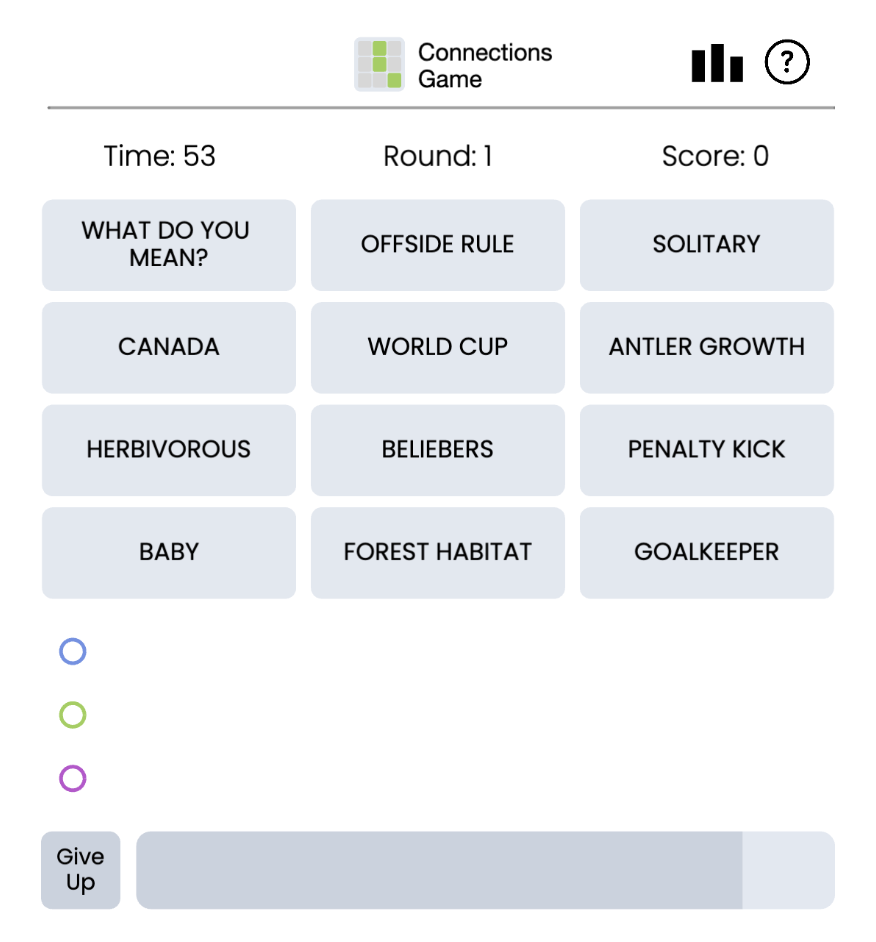 Connections
Game
?
Time: 53
Round: 1
Score: 0
WHAT DO YOU
MEAN?
OFFSIDE RULE
SOLITARY
CANADA
WORLD CUP
ANTLER GROWTH
HERBIVOROUS
BELIEBERS
PENALTY KICK
BABY
FOREST HABITAT
GOALKEEPER
Give
Up